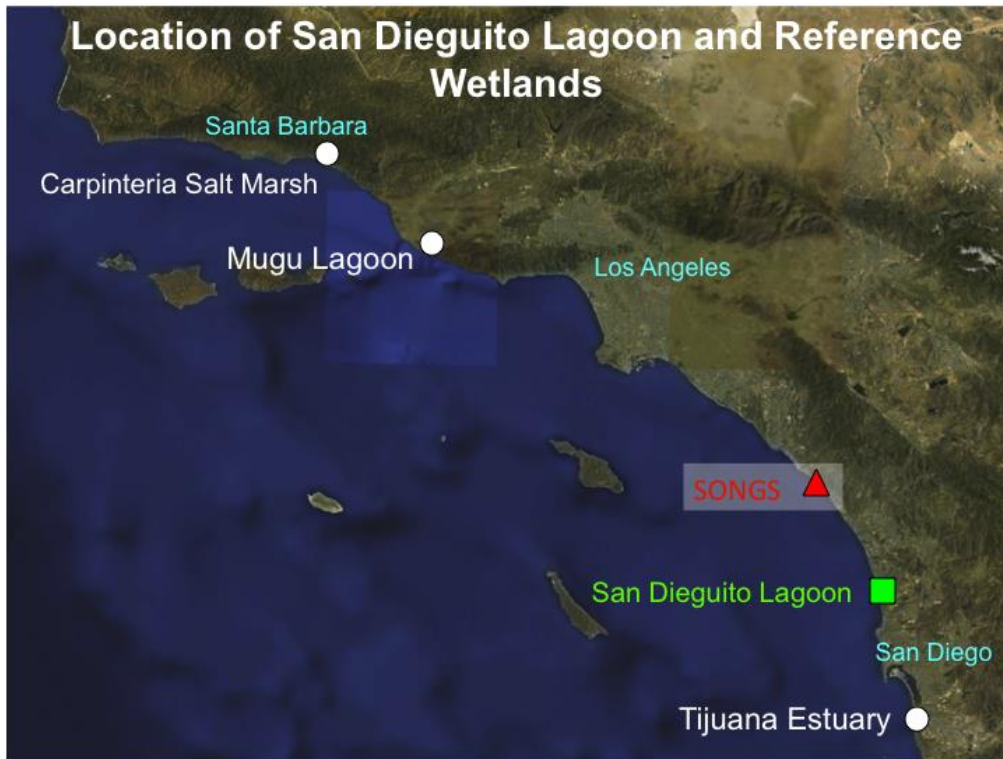 Location of San Dieguito Lagoon and Reference
Wetlands
Santa Barbara
Carpinteria Salt Marsh
Mugu Lagoon
Los Angeles
SONGS
San Dieguito Lagoon
San Diego
Tijuana Estuary